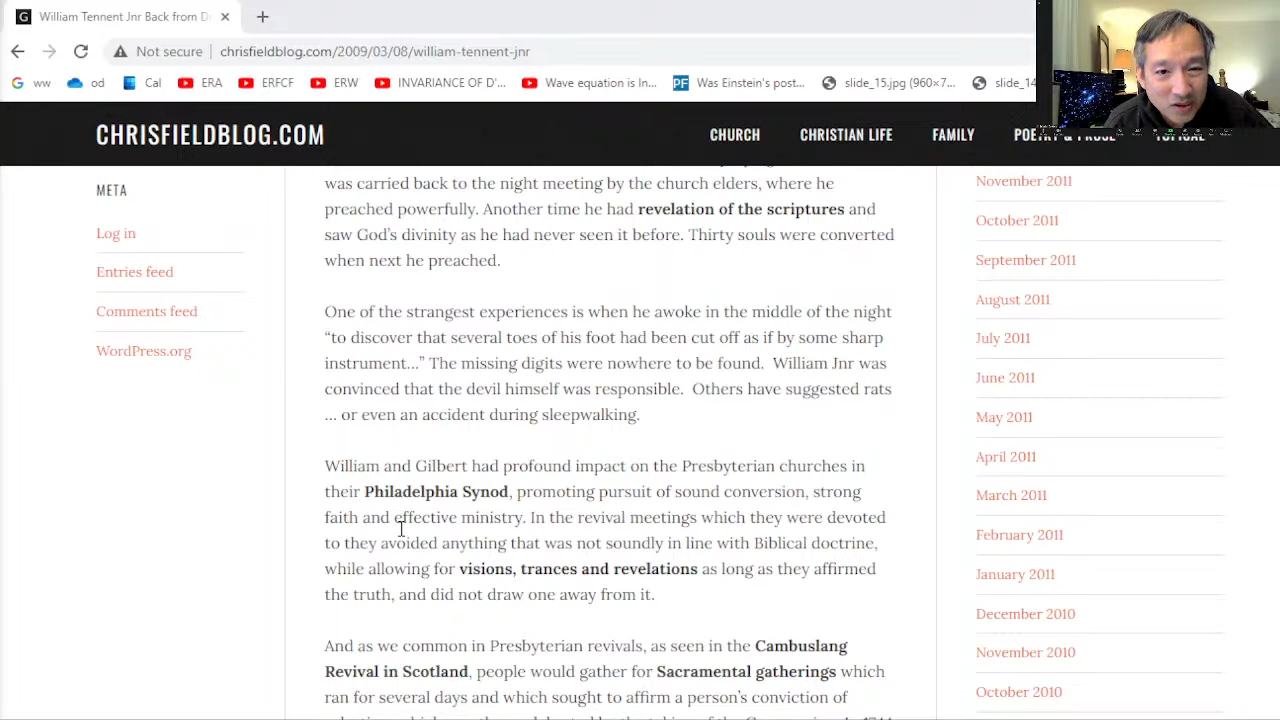 William Tennent Jnr Back from D
Not secure
chrisfieldblog.com/2009/03/08/william-tennent-jnr
ww
od
Cal
ERA
ERFCF
ERW
INVARIANCE OF D'...
Wave equation is In...
Was Einstein's post...
slide_15.jpg (960×7...
slide_14
CHRISFIELDBLOG.COM
CHURCH
CHRISTIAN LIFE
FAMILY
META
Log in
Entries feed
Comments feed
WordPress.org
was carried back to the night meeting by the church elders, where he
preached powerfully. Another time he had revelation of the scriptures and
saw God's divinity as he had never seen it before. Thirty souls were converted
when next he preached.
One of the strangest experiences is when he awoke in the middle of the night
“to discover that several toes of his foot had been cut off as if by some sharp
instrument…” The missing digits were nowhere to be found. William Jnr was
convinced that the devil himself was responsible. Others have suggested rats
… or even an accident during sleepwalking.
William and Gilbert had profound impact on the Presbyterian churches in
their Philadelphia Synod, promoting pursuit of sound conversion, strong
faith and effective ministry. In the revival meetings which they were devoted
to they avoided anything that was not soundly in line with Biblical doctrine,
while allowing for visions, trances and revelations as long as they affirmed
the truth, and did not draw one away from it.
And as we common in Presbyterian revivals, as seen in the Cambuslang
Revival in Scotland, people would gather for Sacramental gatherings which
ran for several days and which sought to affirm a person's conviction of
November 2011
October 2011
September 2011
August 2011
July 2011
June 2011
May 2011
April 2011
March 2011
February 2011
January 2011
December 2010
November 2010
October 2010